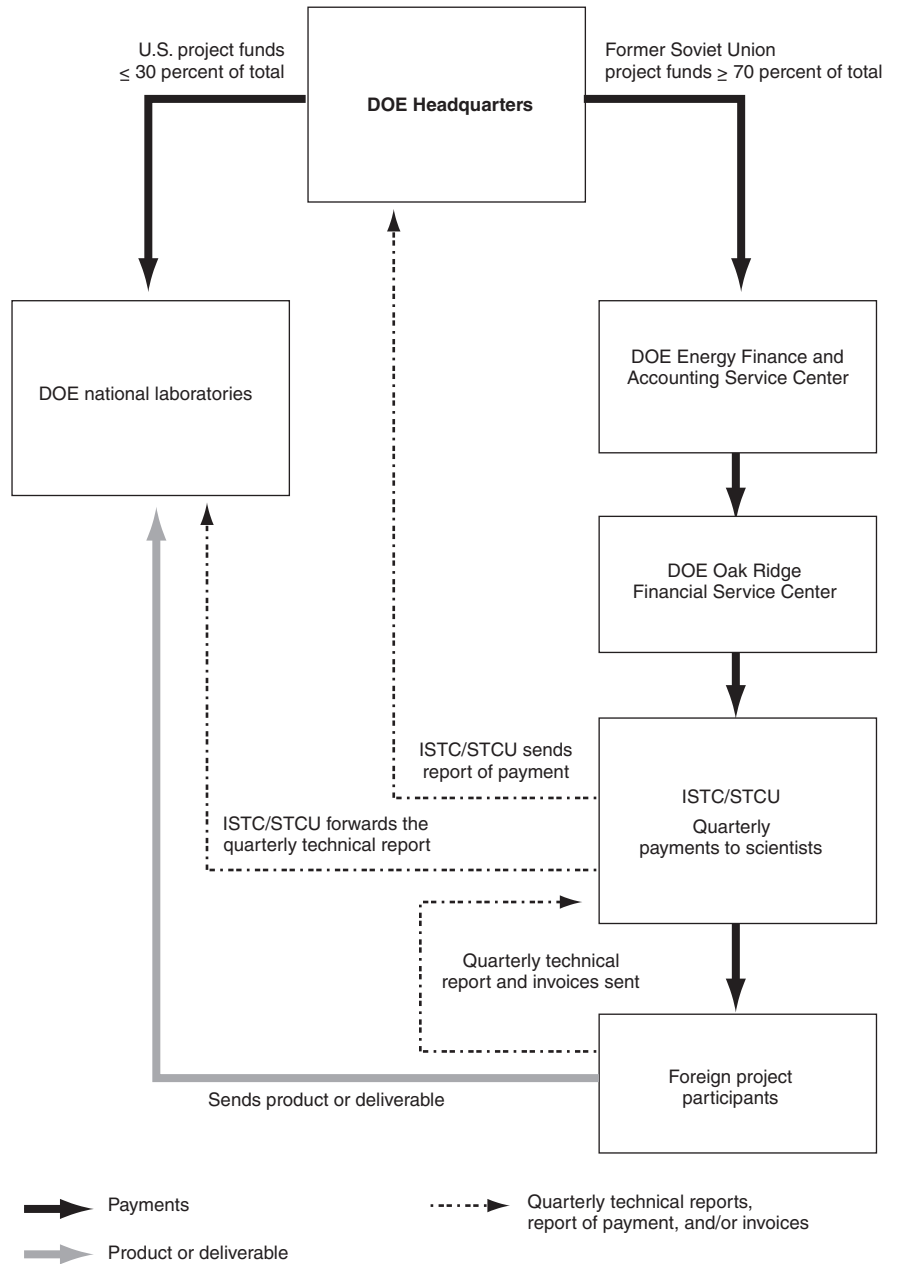 U.S. project funds
≤ 30 percent of total
Former Soviet Union
project funds ≥ 70 percent of total
DOE Headquarters
DOE national laboratories
DOE Energy Finance and
Accounting Service Center
DOE Oak Ridge
Financial Service Center
ISTC/STCU sends
report of payment
ISTC/STCU
Quarterly
payments to scientists
ISTC/STCU forwards the
quarterly technical report
Quarterly technical
report and invoices sent
Foreign project
participants
Sends product or deliverable
Payments
Product or deliverable
Quarterly technical reports,
report of payment, and/or invoices